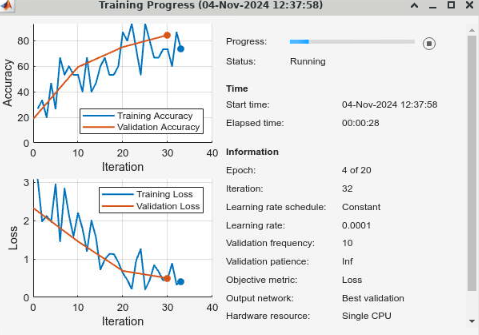 Training Progress (04-Nov-2024 12:37:58)
Accuracy
80
60
40
20
0
Training Accuracy
Validation Accuracy
0 10 20 30 40
Iteration
Loss
3
2
1
0
Training Loss
Validation Loss
0 10 20 30 40
Iteration
Progress:
Status: Running
Time
Start time: 04-Nov-2024 12:37:58
Elapsed time: 00:00:28
Information
Epoch: 4 of 20
Iteration: 32
Learning rate schedule: Constant
Learning rate: 0.0001
Validation frequency: 10
Validation patience: Inf
Objective metric: Loss
Output network: Best validation
Hardware resource: Single CPU